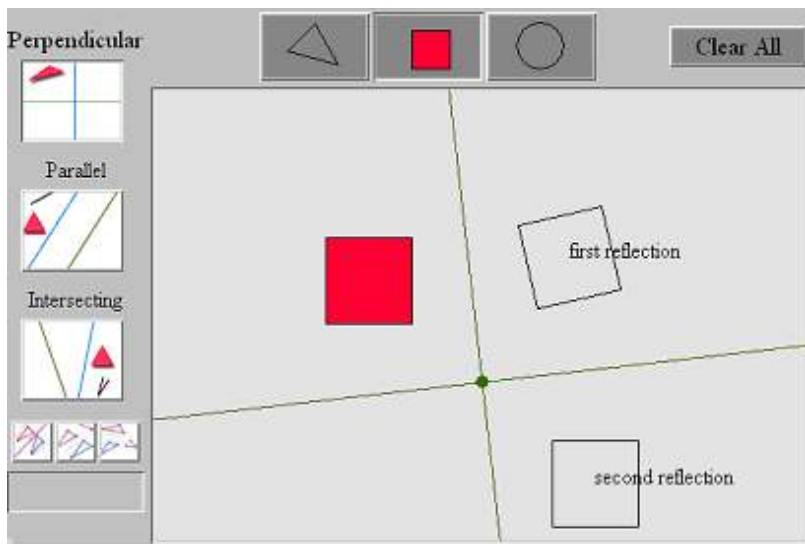 Perpendicular
Clear All
Parallel
Intersecting
first reflection
second reflection